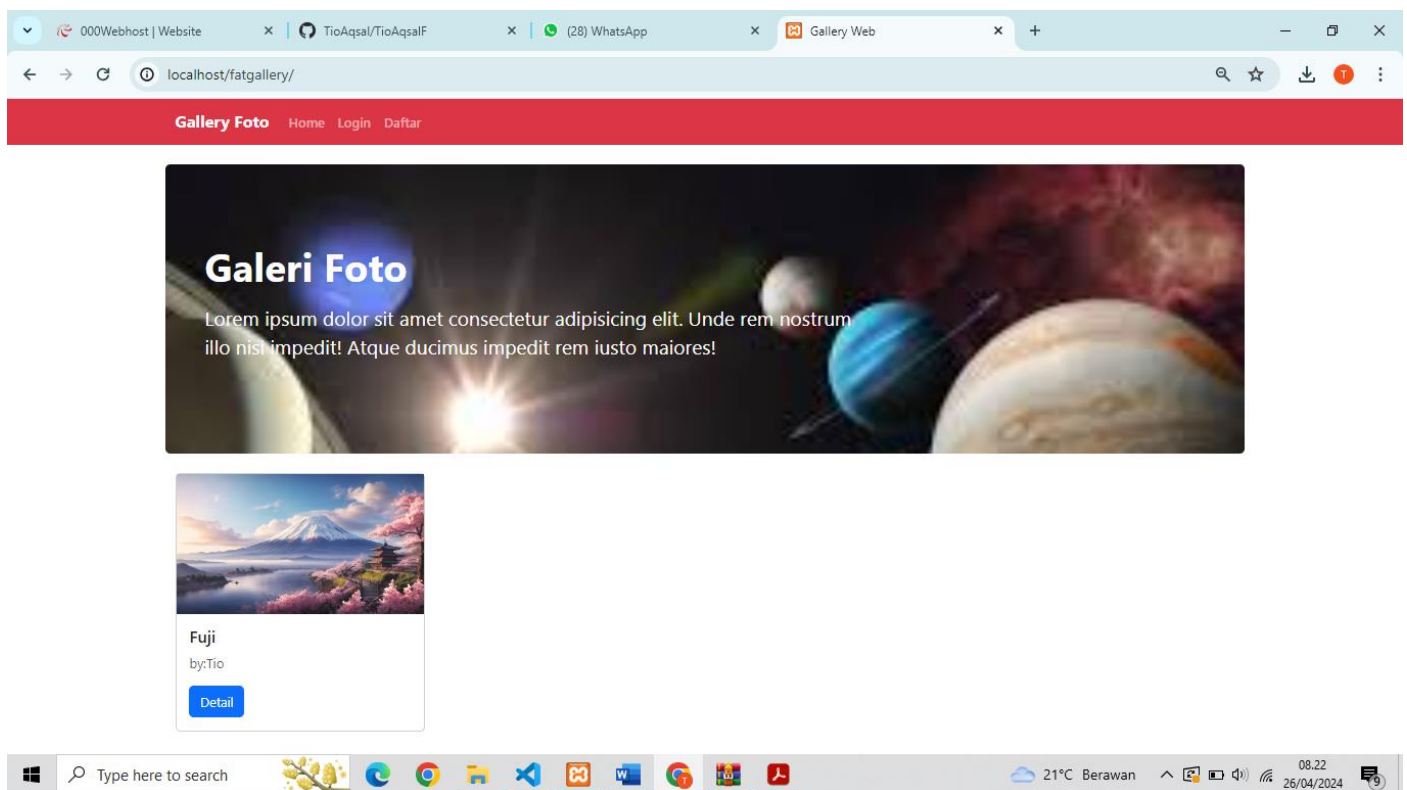 000Webhost | Website
TioAqsal/TioAqsalF
(28) WhatsApp
Gallery Web
localhost/fatgallery/
T
Gallery Foto Home Login Daftar
Galeri Foto
Lorem ipsum dolor sit amet consectetur adipisicing elit. Unde rem nostrum
illo nisi impedit! Atque ducimus impedit rem iusto maiores!
Fuji
by:Tio
Detail
Type here to search
21°C Berawan
08.22
26/04/2024
9